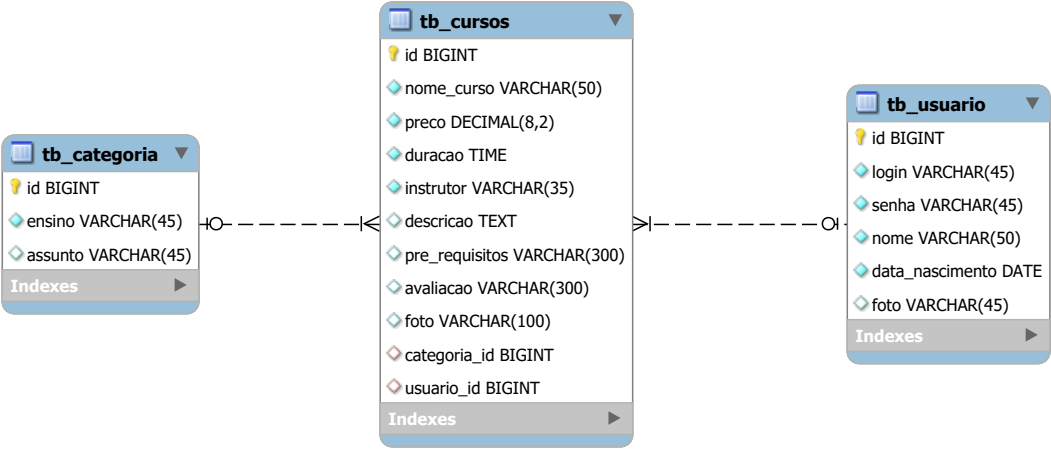 tb_categoria
id BIGINT
ensino VARCHAR(45)
assunto VARCHAR(45)
Indexes
tb_cursos
id BIGINT
nome_curso VARCHAR(50)
preco DECIMAL(8,2)
duracao TIME
instrutor VARCHAR(35)
descricao TEXT
pre_requisitos VARCHAR(300)
avaliacao VARCHAR(300)
foto VARCHAR(100)
categoria_id BIGINT
usuario_id BIGINT
Indexes
tb_usuario
id BIGINT
login VARCHAR(45)
senha VARCHAR(45)
nome VARCHAR(50)
data_nascimento DATE
foto VARCHAR(45)
Indexes